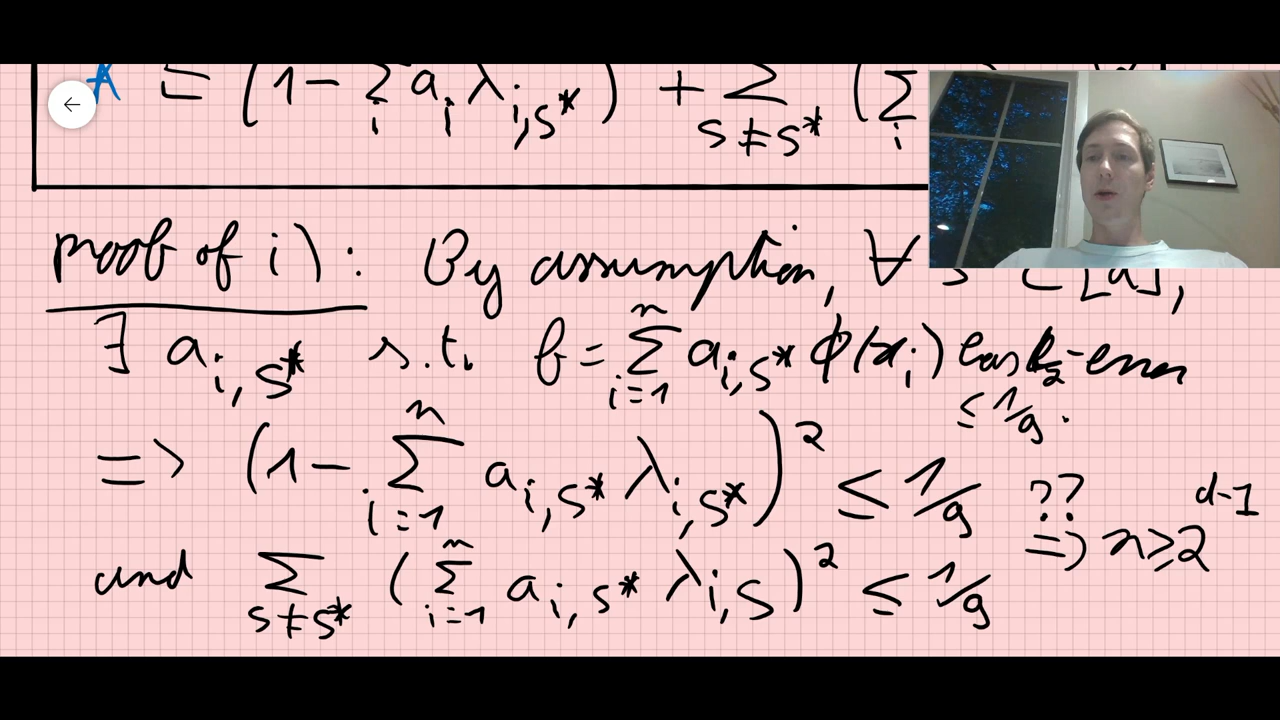 A = (1 - Σ_i a_i λ_{i,S*}) + Σ_{S≠S*} (Σ_i
proof of i): By assumption, ∀ S ⊂ [d],
∃ a_{i,S*} s.t. f = Σ_{i=1}^n a_{i,S*} ϕ(x_i) has L_2-error
≤ 1/9.
=> (1 - Σ_{i=1}^n a_{i,S*} λ_{i,S*})^2 ≤ 1/9 ?? => n ≥ 2^{d-1}
and Σ_{S≠S*} (Σ_{i=1}^n a_{i,S*} λ_{i,S})^2 ≤ 1/9